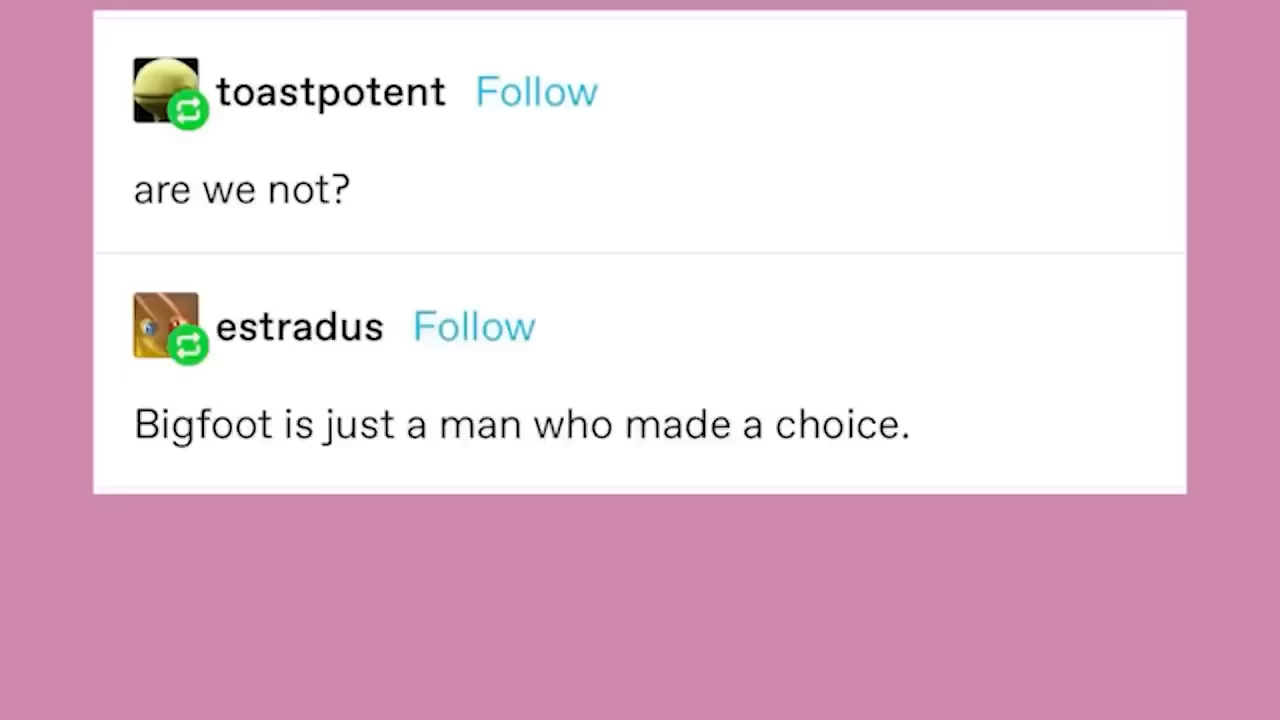 toastpotent Follow
are we not?
estradus Follow
Bigfoot is just a man who made a choice.